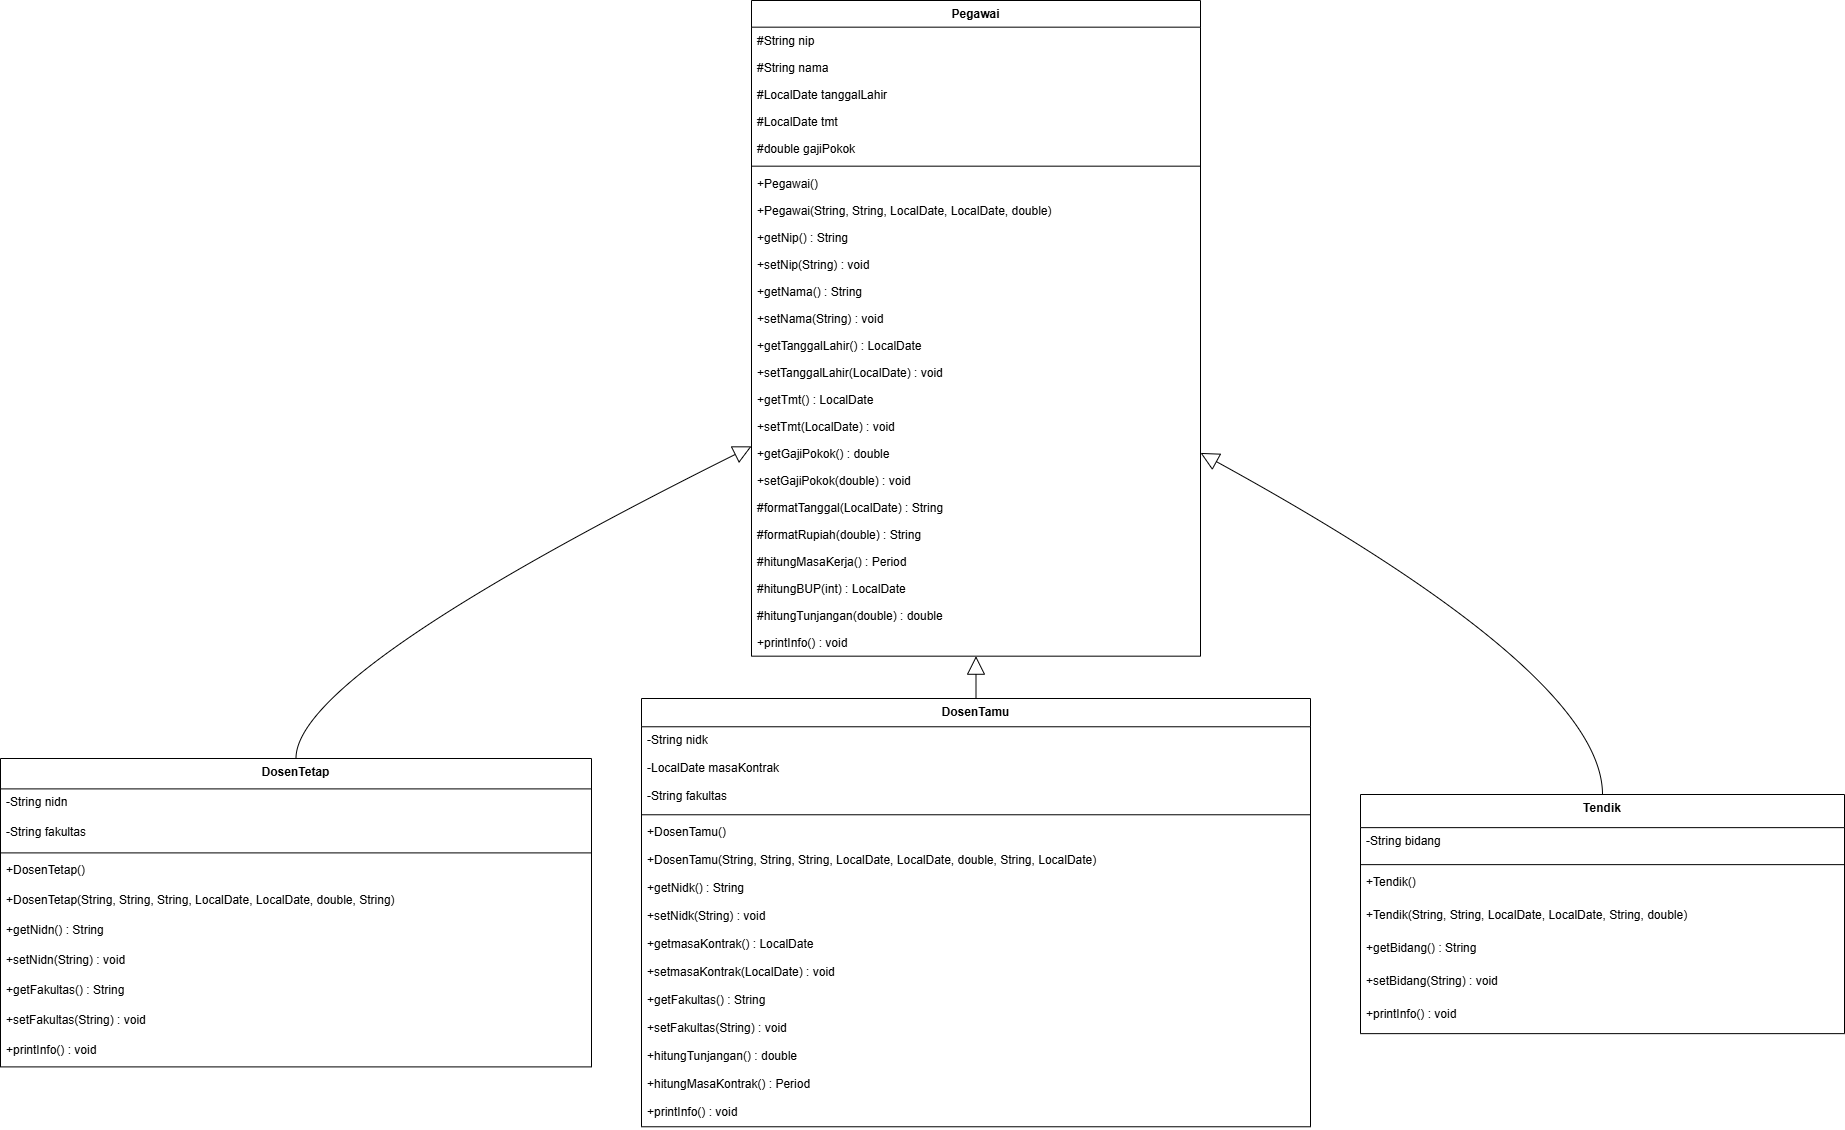 Pegawai
#String nip
#String nama
#LocalDate tanggalLahir
#LocalDate tmt
#double gajiPokok
+Pegawai()
+Pegawai(String, String, LocalDate, LocalDate, double)
+getNip() : String
+setNip(String) : void
+getNama() : String
+setNama(String) : void
+getTanggalLahir() : LocalDate
+setTanggalLahir(LocalDate) : void
+getTmt() : LocalDate
+setTmt(LocalDate) : void
+getGajiPokok() : double
+setGajiPokok(double) : void
#formatTanggal(LocalDate) : String
#formatRupiah(double) : String
#hitungMasaKerja() : Period
#hitungBUP(int) : LocalDate
#hitungTunjangan(double) : double
+printInfo() : void
DosenTetap
-String nidn
-String fakultas
+DosenTetap()
+DosenTetap(String, String, String, LocalDate, LocalDate, double, String)
+getNidn() : String
+setNidn(String) : void
+getFakultas() : String
+setFakultas(String) : void
+printInfo() : void
DosenTamu
-String nidk
-LocalDate masaKontrak
-String fakultas
+DosenTamu()
+DosenTamu(String, String, String, LocalDate, LocalDate, double, String, LocalDate)
+getNidk() : String
+setNidk(String) : void
+getmasaKontrak() : LocalDate
+setmasaKontrak(LocalDate) : void
+getFakultas() : String
+setFakultas(String) : void
+hitungTunjangan() : double
+hitungMasaKontrak() : Period
+printInfo() : void
Tendik
-String bidang
+Tendik()
+Tendik(String, String, LocalDate, LocalDate, String, double)
+getBidang() : String
+setBidang(String) : void
+printInfo() : void